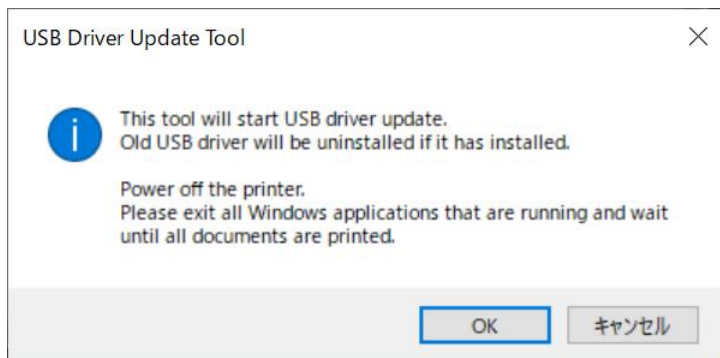 USB Driver Update Tool
This tool will start USB driver update.
Old USB driver will be uninstalled if it has installed.
Power off the printer.
Please exit all Windows applications that are running and wait
until all documents are printed.
OK
キャンセル